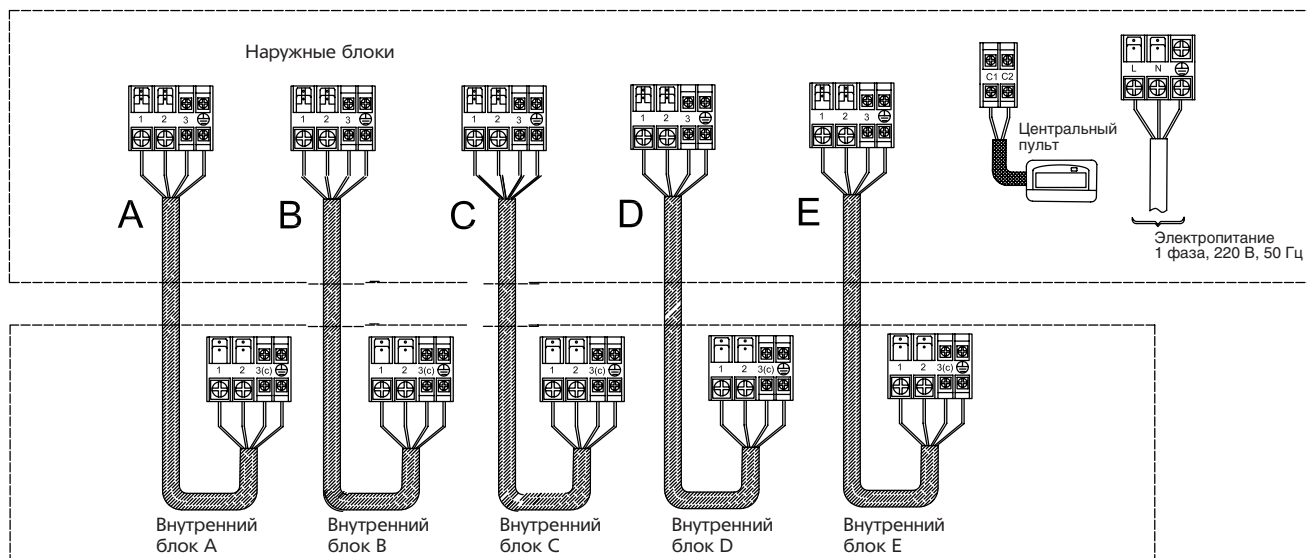 Наружные блоки
1 2 3
1 2 3
1 2 3
1 2 3
1 2 3
C1 C2
L N
Центральный
пульт
A
B
C
D
E
Электропитание
1 фаза, 220 В, 50 Гц
1 2 3(c)
1 2 3(c)
1 2 3(c)
1 2 3(c)
1 2 3(c)
Внутренний
блок A
Внутренний
блок B
Внутренний
блок C
Внутренний
блок D
Внутренний
блок E